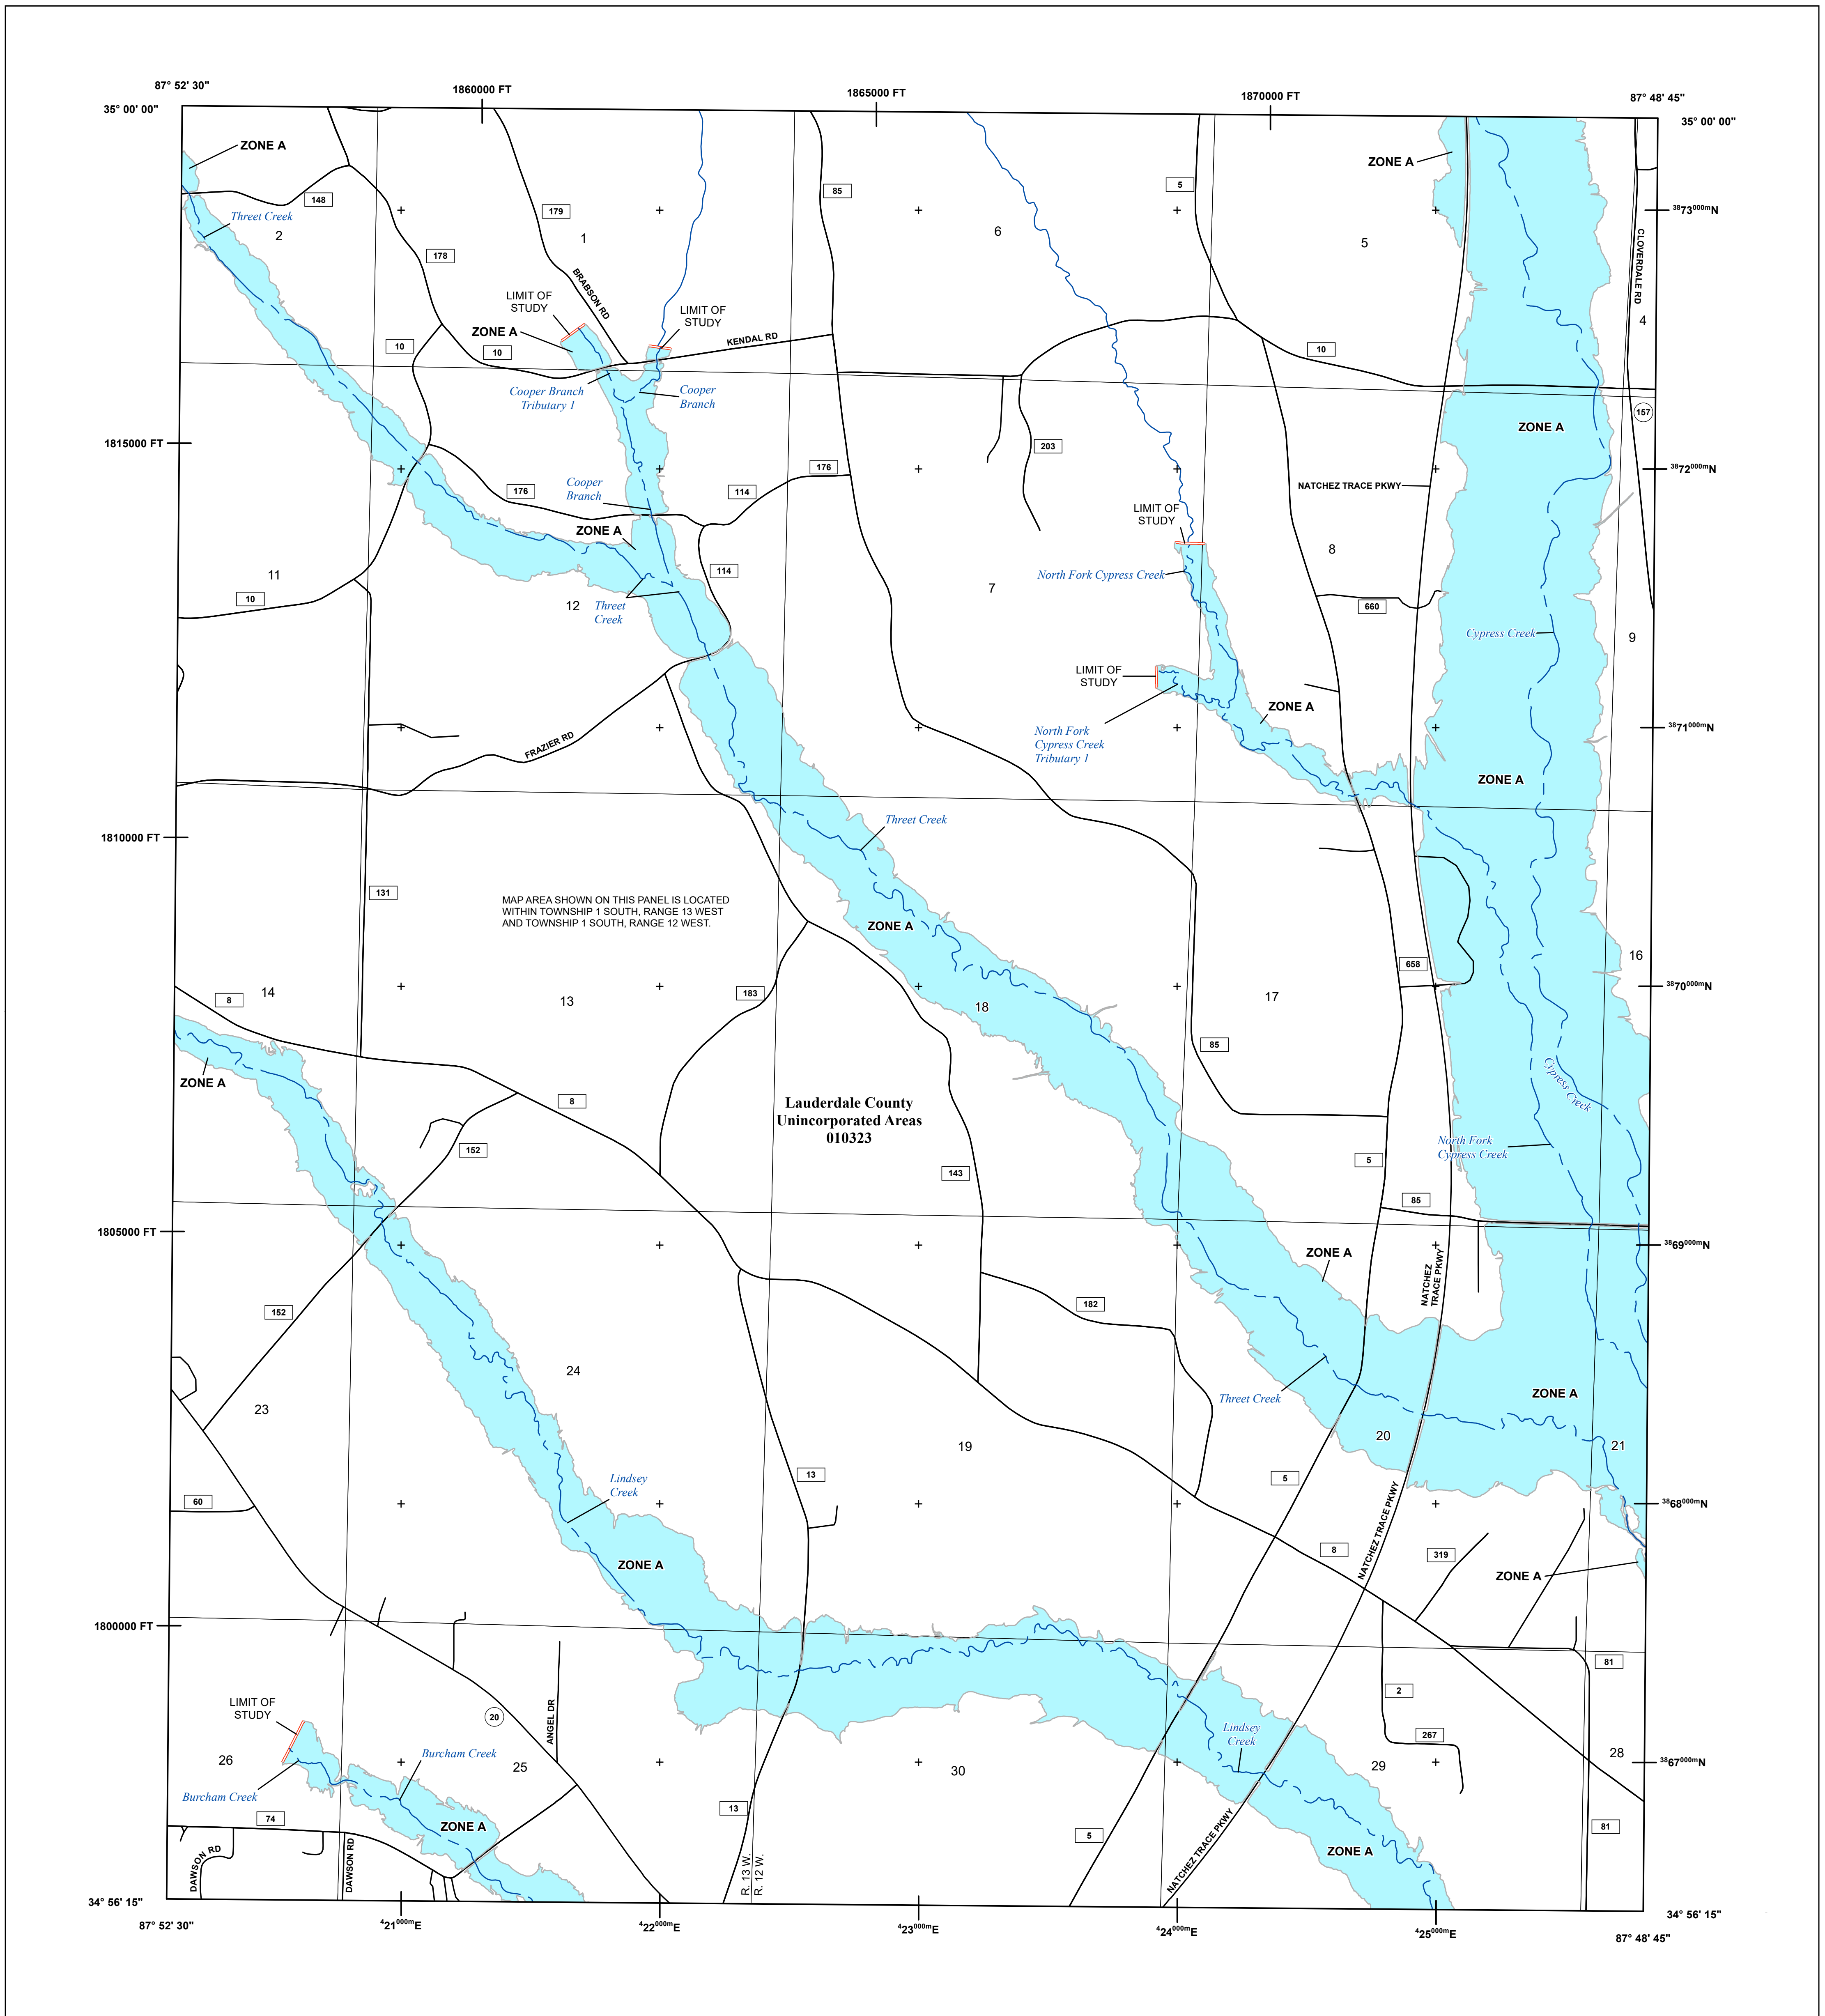 87° 52' 30"
1860000 FT
1865000 FT
1870000 FT
87° 48' 45"
35° 00' 00"
35° 00' 00"
ZONE A
ZONE A
148
Threet Creek
2
179
1
85
6
5
5
3873000mN
178
BRABSON RD
CLOVERDALE RD
LIMIT OF
STUDY
LIMIT OF
STUDY
ZONE A
4
10
10
KENDAL RD
10
Cooper Branch
Tributary 1
Cooper
Branch
157
ZONE A
1815000 FT
203
176
3872000mN
Cooper
Branch
176
114
NATCHEZ TRACE PKWY
LIMIT OF
STUDY
ZONE A
8
11
114
North Fork Cypress Creek
7
10
12
Threet
Creek
660
Cypress Creek
9
LIMIT OF
STUDY
ZONE A
3871000mN
North Fork
Cypress Creek
Tributary 1
FRAZIER RD
ZONE A
Threet Creek
1810000 FT
131
MAP AREA SHOWN ON THIS PANEL IS LOCATED
WITHIN TOWNSHIP 1 SOUTH, RANGE 13 WEST
AND TOWNSHIP 1 SOUTH, RANGE 12 WEST.
ZONE A
16
658
14
8
13
183
18
17
3870000mN
85
ZONE A
Cypress
Creek
8
Lauderdale County
Unincorporated Areas
010323
152
North Fork
Cypress Creek
143
5
85
1805000 FT
ZONE A
3869000mN
NATCHEZ
TRACE PKWY
152
182
24
Threet Creek
ZONE A
23
20
21
19
13
5
Lindsey
Creek
60
3868000mN
NATCHEZ TRACE PKWY
8
319
ZONE A
ZONE A
1800000 FT
81
LIMIT OF
STUDY
20
ANGEL DR
2
Lindsey
Creek
267
26
Burcham Creek
25
30
29
28
3867000mN
Burcham Creek
74
13
ZONE A
5
NATCHEZ TRACE PKWY
81
ZONE A
DAWSON RD
DAWSON RD
R. 13 W.
R. 12 W.
34° 56' 15"
34° 56' 15"
87° 52' 30"
421000mE
422000mE
423000mE
424000mE
425000mE
87° 48' 45"